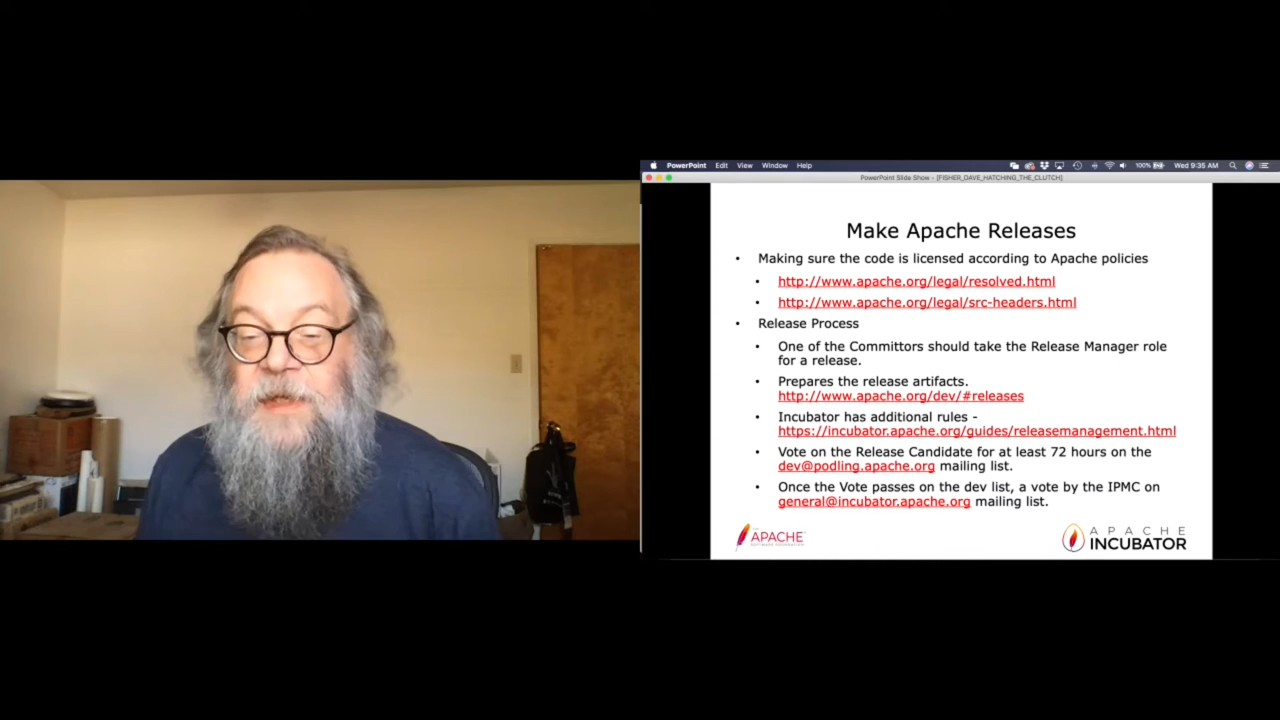 PowerPoint Edit View Window Help 100% Wed 9:35 AM
PowerPoint Slide Show - [FISHER_DAVE_HATCHING_THE_CLUTCH]
Make Apache Releases
• Making sure the code is licensed according to Apache policies
• http://www.apache.org/legal/resolved.html
• http://www.apache.org/legal/src-headers.html
• Release Process
• One of the Committors should take the Release Manager role
for a release.
• Prepares the release artifacts.
http://www.apache.org/dev/#releases
• Incubator has additional rules -
https://incubator.apache.org/guides/releasemanagement.html
• Vote on the Release Candidate for at least 72 hours on the
dev@podling.apache.org mailing list.
• Once the Vote passes on the dev list, a vote by the IPMC on
general@incubator.apache.org mailing list.
APACHE
APACHE
INCUBATOR